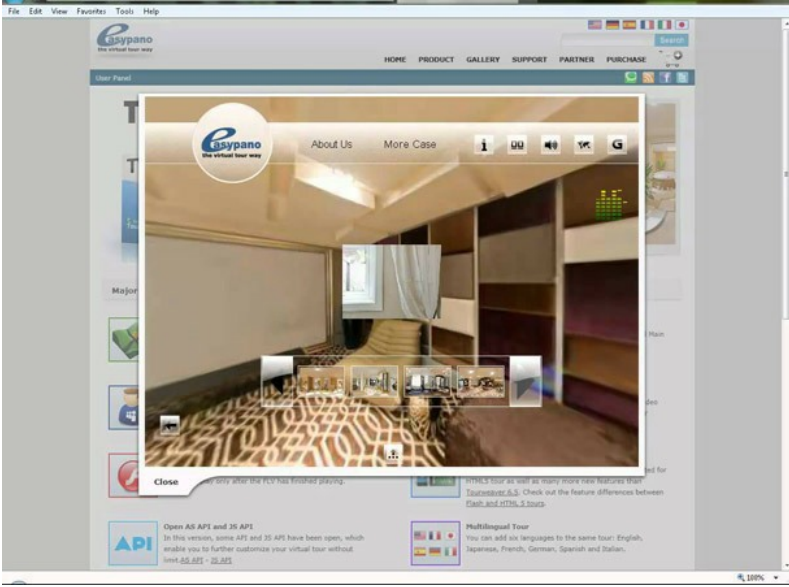 File Edit View Favorites Tools Help
easypano
the virtual tour way
Search
HOME PRODUCT GALLERY SUPPORT PARTNER PURCHASE
User Panel
T
easypano
the virtual tour way
About Us More Case
i G
T
Major
Main
Close
only after the FLV has finished playing.
HTML5 tour as well as many more new features than
Tourweaver 6.5. Check out the feature differences between
Flash and HTML 5 tours.
API
Open AS API and JS API
In this version, some API and JS API have been open, which
enable you to further customize your virtual tour without
limit.AS API - JS API
Multilingual Tour
You can add six languages to the same tour: English,
Japanese, French, German, Spanish and Italian.
100%